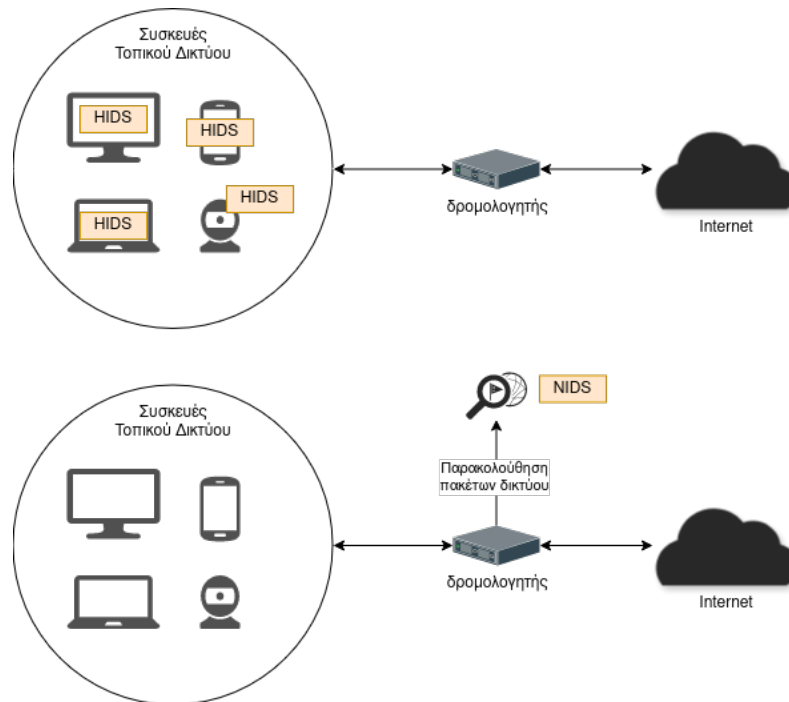 Συσκευές
Τοπικού Δικτύου
HIDS
HIDS
HIDS
HIDS
δρομολογητής
Internet
NIDS
Συσκευές
Τοπικού Δικτύου
Παρακολούθηση
πακέτων δικτύου
δρομολογητής
Internet